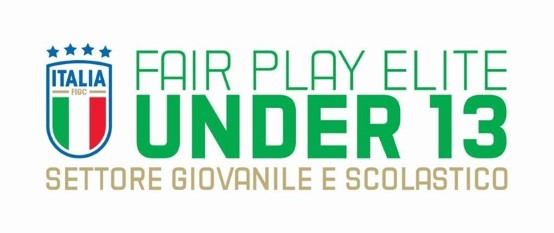 ITALIA
FIGC
FAIR PLAY ELITE
UNDER 13
SETTORE GIOVANILE E SCOLASTICO